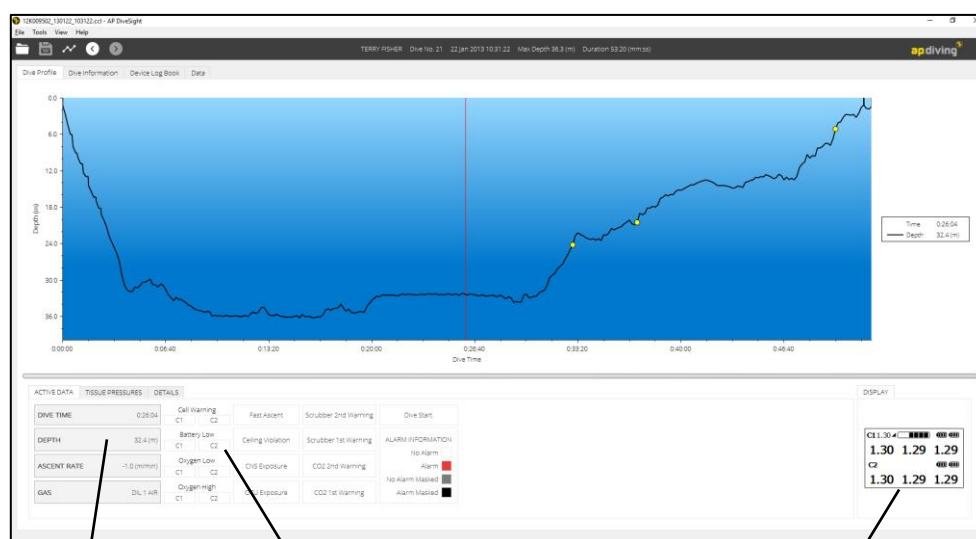 12K009502_130122_103122.ccl - AP DiveSight
File Tools View Help
TERRY FISHER Dive No. 21 22 Jan 2013 10:31:22 Max Depth 36.3 (m) Duration 53:20 (mm:ss)
apdiving
Dive Profile Dive Information Device Log Book Data
0.0
6.0
12.0
18.0
24.0
30.0
36.0
Depth (m)
0:00:00 0:06:40 0:13:20 0:20:00 0:26:40 0:33:20 0:40:00 0:46:40
Dive Time
Time 0:26:04
Depth 32.4 (m)
ACTIVE DATA TISSUE PRESSURES DETAILS
DISPLAY
DIVE TIME 0:26:04
DEPTH 32.4 (m)
ASCENT RATE -1.0 (m/min)
GAS DIL:1 AIR
Cell Warning
C1 C2
Battery Low
C1 C2
Oxygen Low
C1 C2
Oxygen High
C1 C2
Fast Ascent
Ceiling Violation
CNS Exposure
Exposure
Scrubber 2nd Warning
Scrubber 1st Warning
CO2 2nd Warning
CO2 1st Warning
Dive Start
ALARM INFORMATION
No Alarm
Alarm
No Alarm Masked
Alarm Masked
C1 1.30
1.30 1.29 1.29
C2
1.30 1.29 1.29